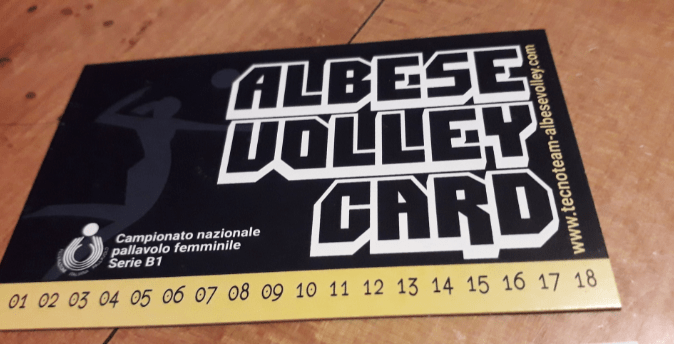 ALBESE
VOLLEY
CARD
www.tecnoteam-albesevolley.com
Campionato nazionale
pallavolo femminile
Serie B1
01 02 03 04 05 06 07 08 09 10 11 12 13 14 15 16 17 18